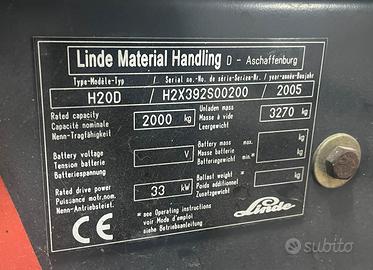 Linde Material Handling D - Aschaffenburg
Type-Modèle-Typ / Serial no.-No. de série-Serien-Nr. / year-année-Baujahr
H20D / H2X392S00200 / 2005
Rated capacity
Capacité nominale
Nenn-Tragfähigkeit
2000 kg
Unladen mass
Masse à vide
Leergewicht
3270 kg
Battery voltage
Tension batterie
Batteriespannung
V
Battery mass max.
Masse batterie
Batteriegewicht min.
kg
kg
Rated drive power
Puissance motr.nom.
Nenn-Antriebsleist.
33 kW
Ballast weight
Poids additionnel
Zusatzgewicht
kg
CE
* see Operating instructions
voir Mode d'emploi
siehe Betriebsanleitung
Linde
subito